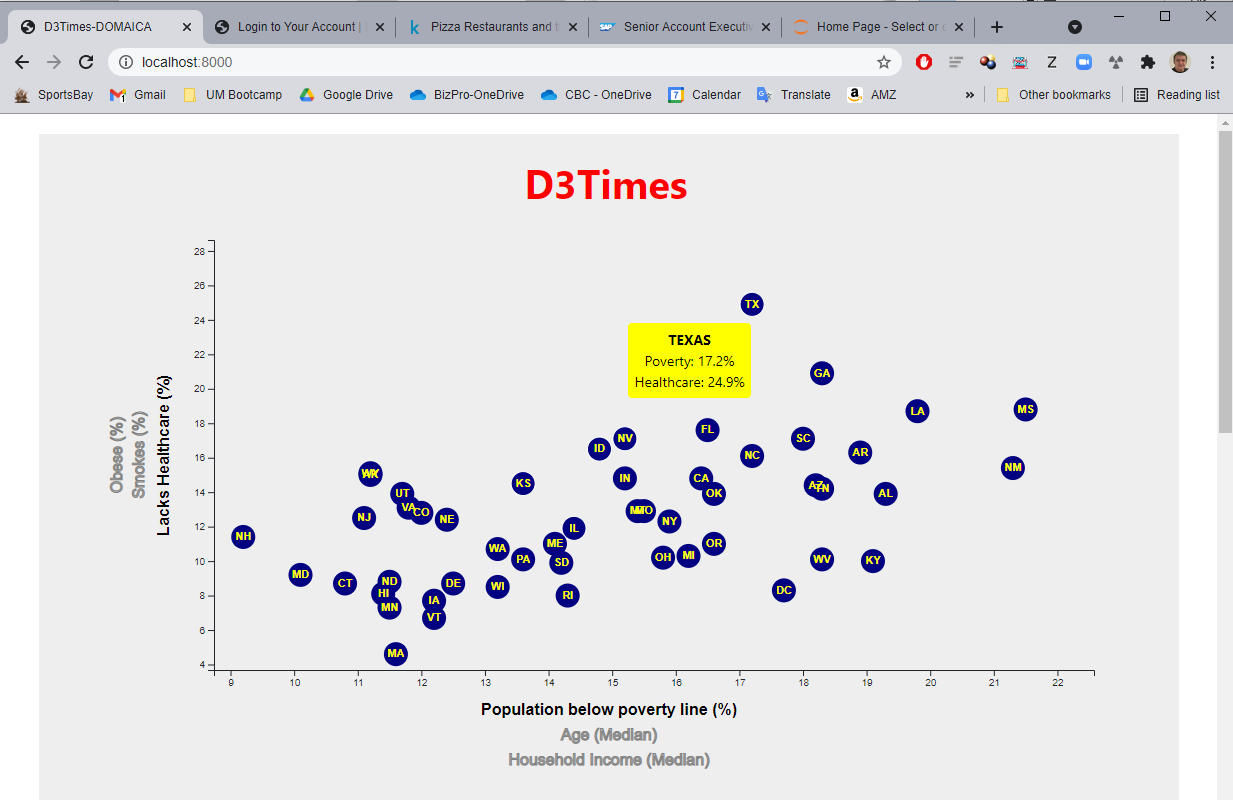 D3Times-DOMAICA
Login to Your Account |
Pizza Restaurants and t
SAP
Senior Account Executiv
Home Page - Select or c
localhost:8000
SportsBay
Gmail
UM Bootcamp
Google Drive
BizPro-OneDrive
CBC - OneDrive
7
Calendar
Translate
AMZ
»
Other bookmarks
Reading list
D3Times
28
26
24
22
20
18
16
14
12
10
8
6
4
Obese (%)
Smokes (%)
Lacks Healthcare (%)
TX
TEXAS
Poverty: 17.2%
Healthcare: 24.9%
GA
LA
MS
FL
NV
SC
ID
NC
AR
NM
KS
IN
CA
OK
AZ
TN
AL
UT
VA
CO
NE
NJ
MO
NY
IL
NH
WA
PA
ME
SD
OH
MI
OR
WV
KY
MD
CT
ND
HI
MN
DE
IA
VT
WI
RI
DC
MA
9
10
11
12
13
14
15
16
17
18
19
20
21
22
Population below poverty line (%)
Age (Median)
Household Income (Median)